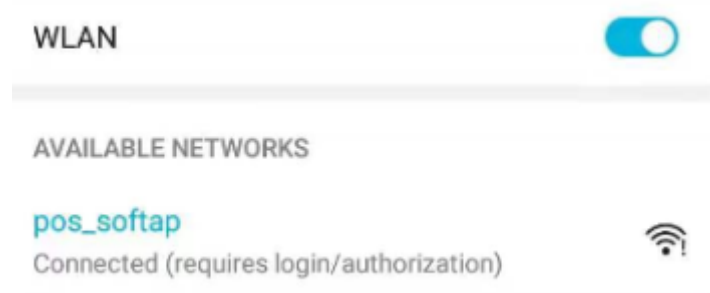 WLAN
AVAILABLE NETWORKS
pos_softap
Connected (requires login/authorization)